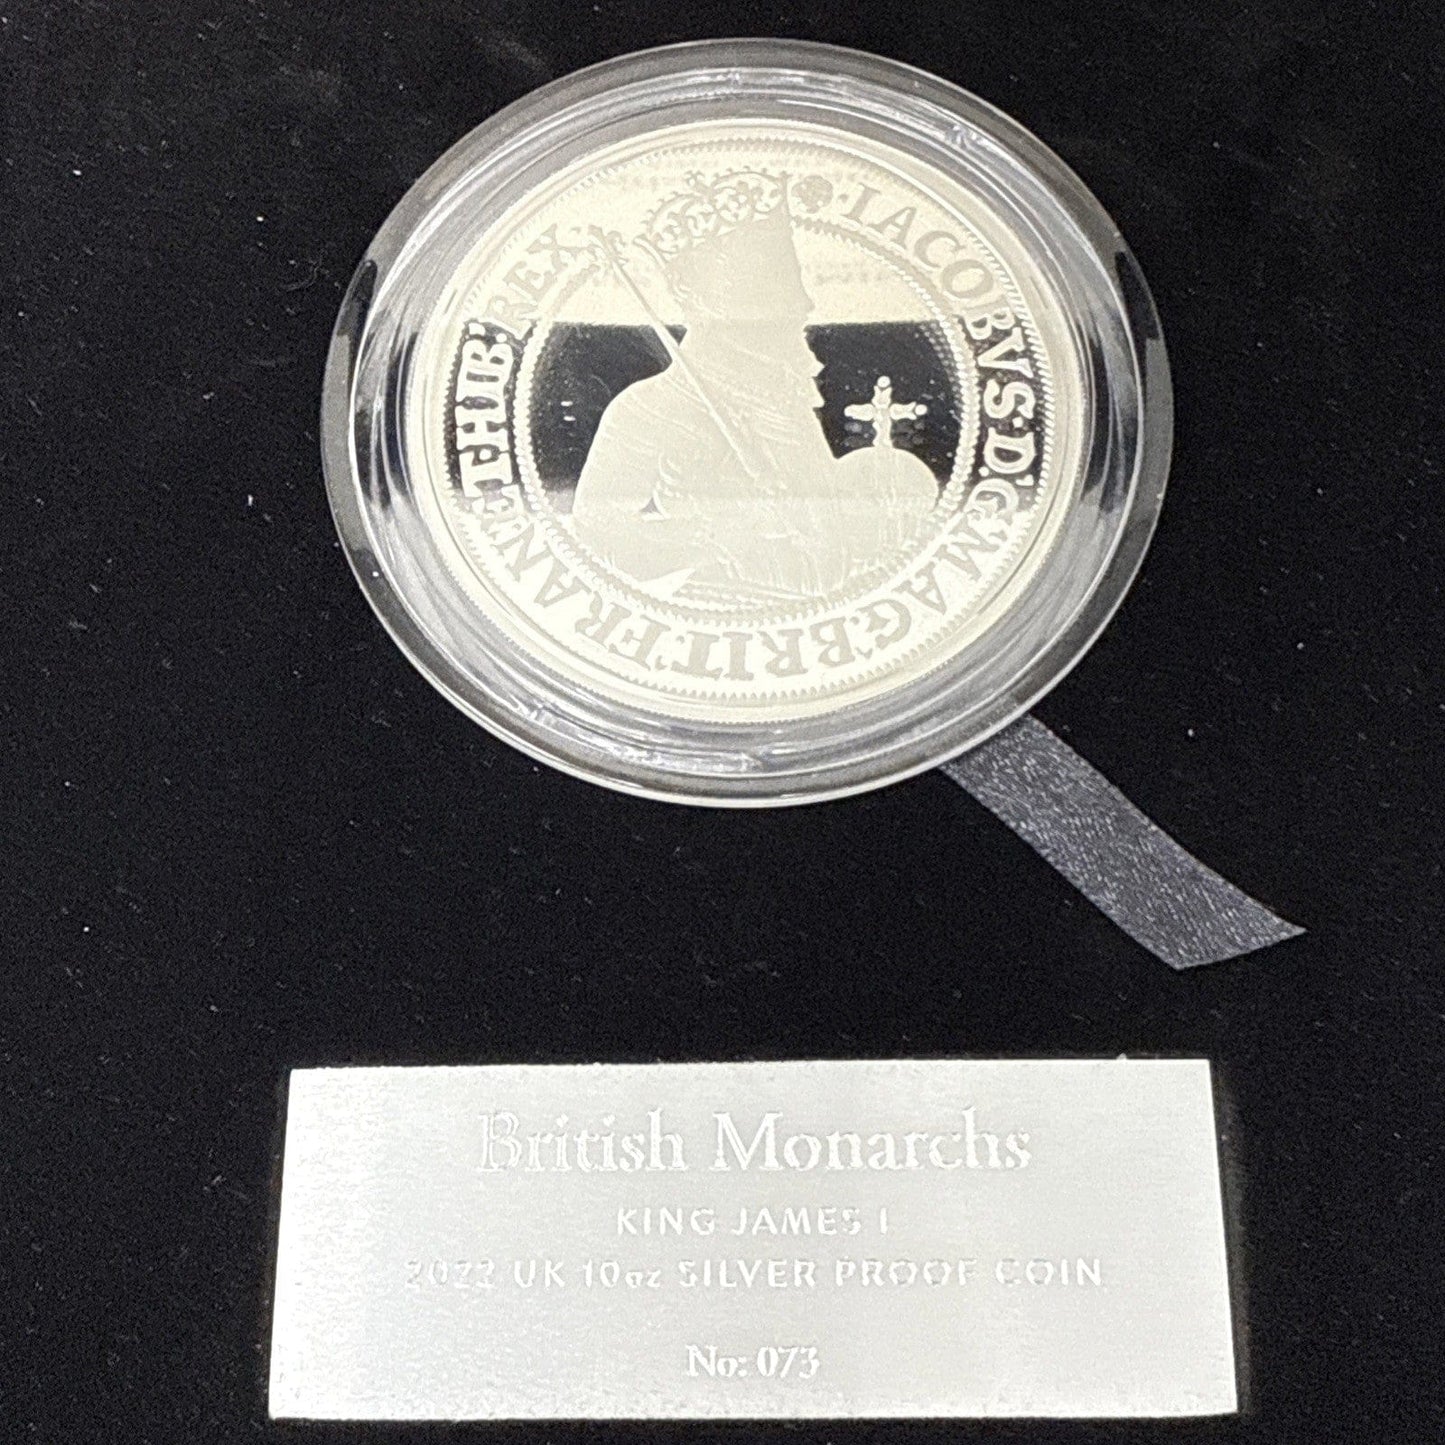 ·IACOBVS·D'·G'·MAG'·BRIT'·FRAN'·ET·HIB'·REX·
British Monarchs
KING JAMES I
2022 UK 10oz SILVER PROOF COIN
No: 073